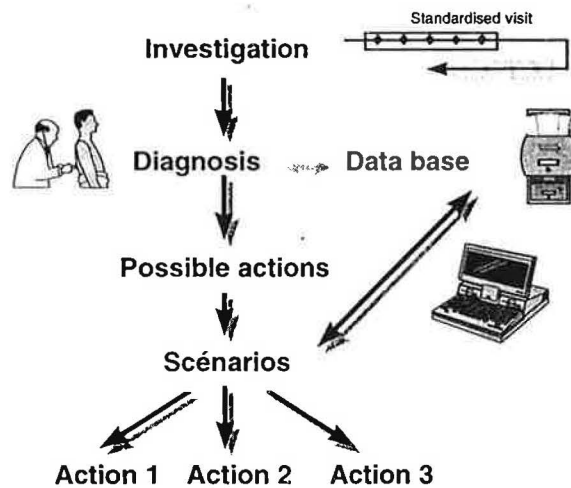 Standardised visit
Investigation
Diagnosis
Data base
Possible actions
Scénarios
Action 1
Action 2
Action 3